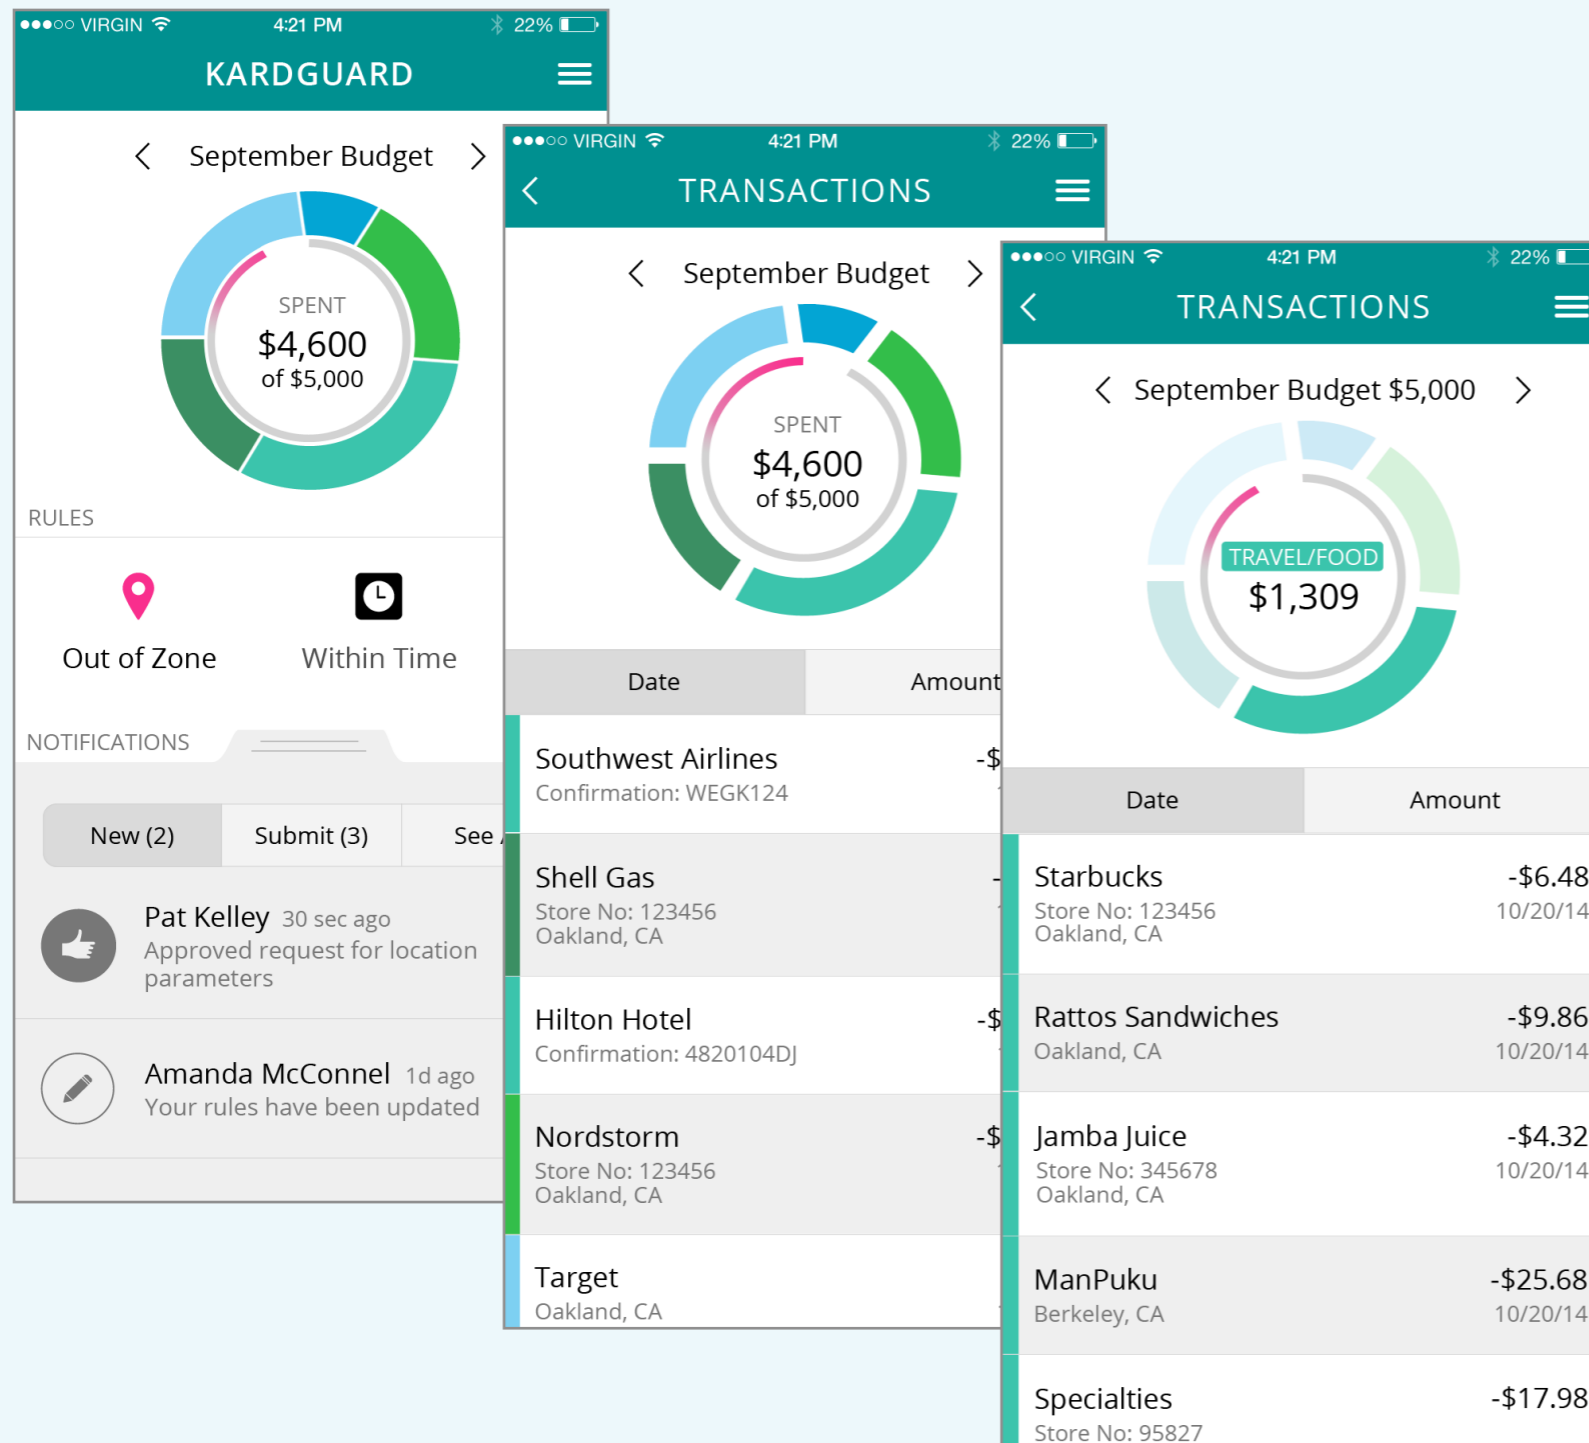 VIRGIN
4:21 PM
22%
KARDGUARD
September Budget
SPENT
$4,600
of $5,000
RULES
Out of Zone
Within Time
NOTIFICATIONS
New (2)
Submit (3)
See
Pat Kelley 30 sec ago
Approved request for location
parameters
Amanda McConnel 1d ago
Your rules have been updated
VIRGIN
4:21 PM
22%
TRANSACTIONS
September Budget
SPENT
$4,600
of $5,000
Date
Amount
Southwest Airlines -$
Confirmation: WEGK124
Shell Gas -
Store No: 123456
Oakland, CA
Hilton Hotel -$
Confirmation: 4820104DJ
Nordstorm -$
Store No: 123456
Oakland, CA
Target
Oakland, CA
VIRGIN
4:21 PM
22%
TRANSACTIONS
September Budget $5,000
TRAVEL/FOOD
$1,309
Date
Amount
Starbucks -$6.48
Store No: 123456 10/20/14
Oakland, CA
Rattos Sandwiches -$9.86
Oakland, CA 10/20/14
Jamba Juice -$4.32
Store No: 345678 10/20/14
Oakland, CA
ManPuku -$25.68
Berkeley, CA 10/20/14
Specialties -$17.98
Store No: 95827